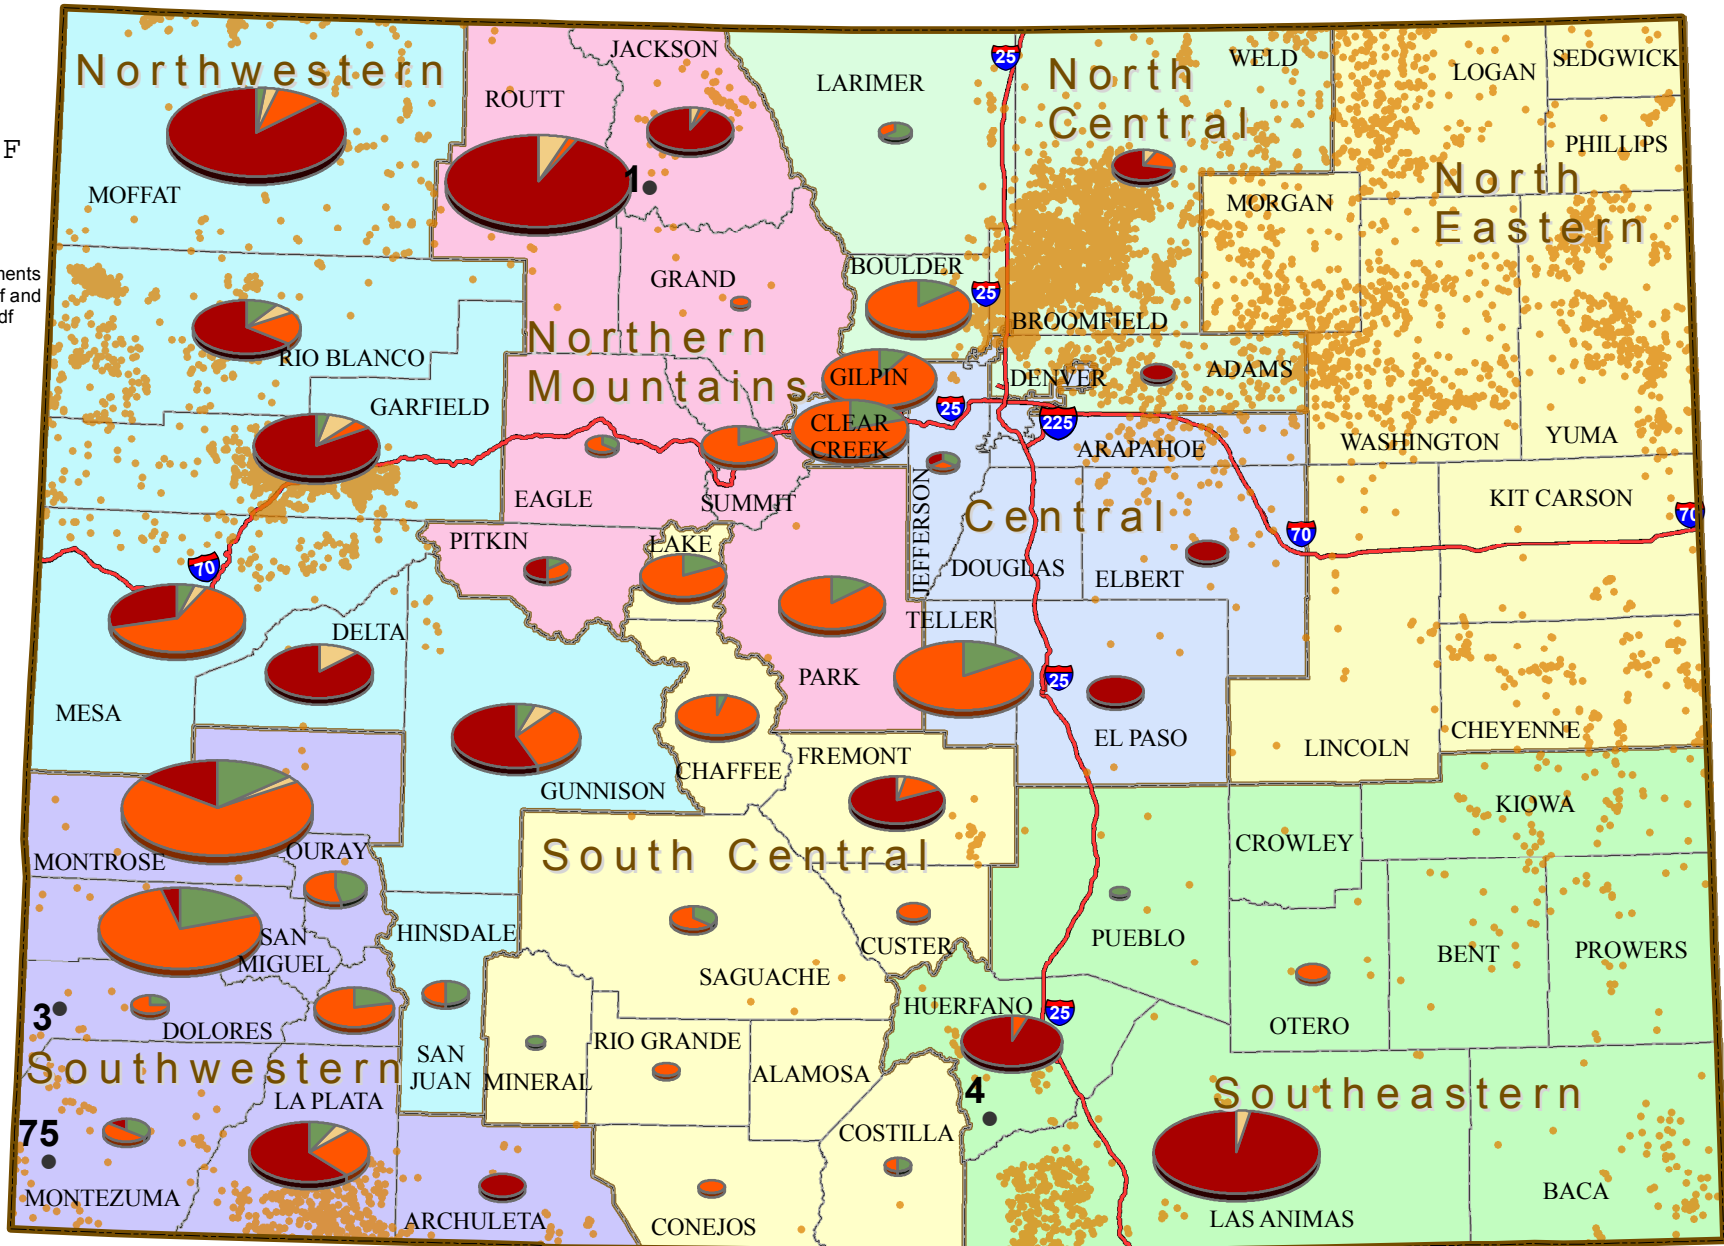 Northwestern
JACKSON
ROUTT
LARIMER
25
North
Central
WELD
LOGAN
SEDGWICK
PHILLIPS
F
MOFFAT
1
MORGAN
North
Eastern
ments
f and
df
GRAND
BOULDER
25
BROOMFIELD
RIO BLANCO
Northern
Mountains
GILPIN
DENVER
ADAMS
GARFIELD
CLEAR
CREEK
25
225
ARAPAHOE
WASHINGTON
YUMA
EAGLE
SUMMIT
JEFFERSON
Central
70
KIT CARSON
70
PITKIN
LAKE
DOUGLAS
ELBERT
70
DELTA
TELLER
MESA
PARK
25
EL PASO
LINCOLN
CHEYENNE
GUNNISON
CHAFFEE
FREMONT
KIOWA
MONTROSE
OURAY
South Central
CROWLEY
SAN
MIGUEL
HINSDALE
CUSTER
PUEBLO
BENT
PROWERS
SAGUACHE
3
DOLORES
HUERFANO
25
OTERO
Southwestern
SAN
JUAN
MINERAL
RIO GRANDE
ALAMOSA
4
Southeastern
LA PLATA
75
COSTILLA
MONTEZUMA
ARCHULETA
CONEJOS
LAS ANIMAS
BACA